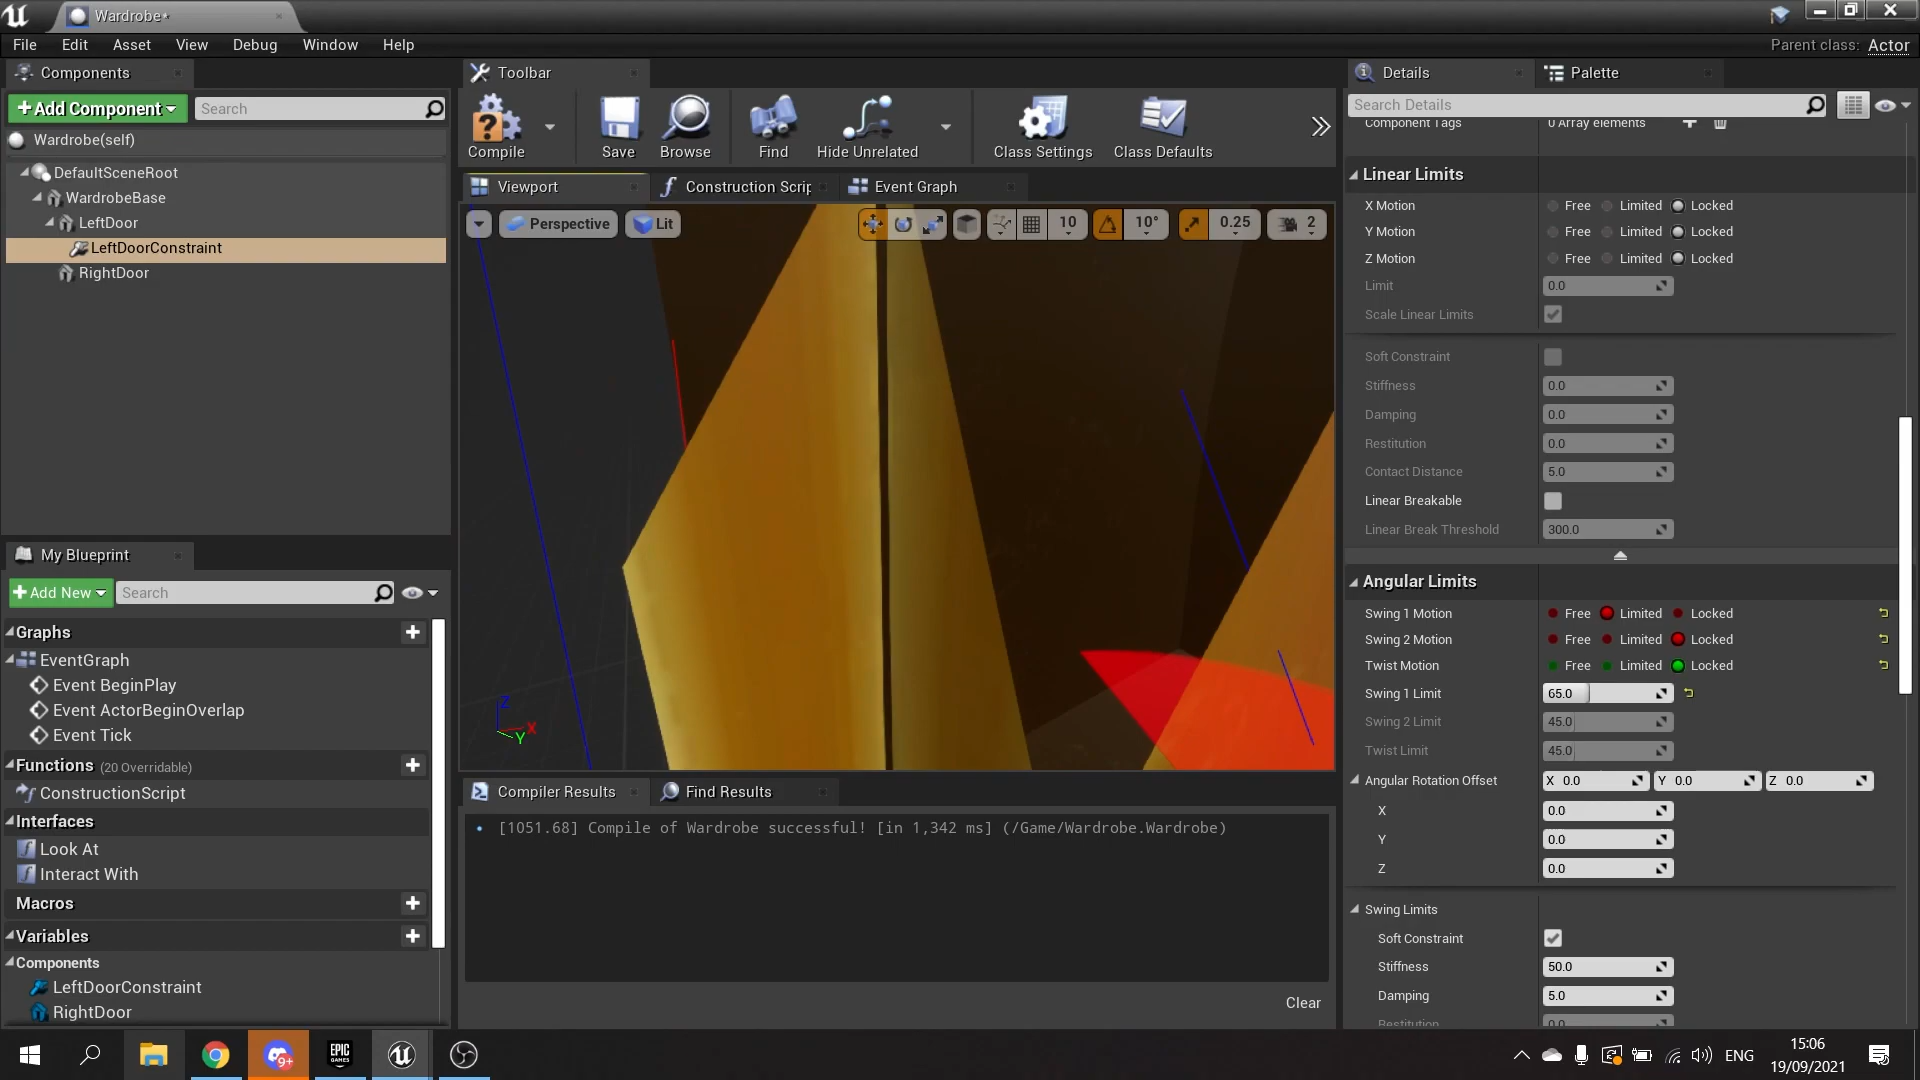 Wardrobe*
File Edit Asset View Debug Window Help
Parent class: Actor
Components
Add Component Search
Wardrobe(self)
DefaultSceneRoot
WardrobeBase
LeftDoor
LeftDoorConstraint
RightDoor
My Blueprint
Add New Search
Graphs
EventGraph
Event BeginPlay
Event ActorBeginOverlap
Event Tick
Functions (20 Overridable)
ConstructionScript
Interfaces
Look At
Interact With
Macros
Variables
Components
LeftDoorConstraint
RightDoor
Toolbar
Compile Save Browse Find Hide Unrelated Class Settings Class Defaults
Viewport Construction Scrip Event Graph
Perspective Lit 10 10° 0.25 2
Z
X
Y
Compiler Results Find Results
[1051.68] Compile of Wardrobe successful! [in 1,342 ms] (/Game/Wardrobe.Wardrobe)
Clear
Details Palette
Search Details
Component Tags 0 Array elements
Linear Limits
X Motion Free Limited Locked
Y Motion Free Limited Locked
Z Motion Free Limited Locked
Limit 0.0
Scale Linear Limits
Soft Constraint
Stiffness 0.0
Damping 0.0
Restitution 0.0
Contact Distance 5.0
Linear Breakable
Linear Break Threshold 300.0
Angular Limits
Swing 1 Motion Free Limited Locked
Swing 2 Motion Free Limited Locked
Twist Motion Free Limited Locked
Swing 1 Limit 65.0
Swing 2 Limit 45.0
Twist Limit 45.0
Angular Rotation Offset X 0.0 Y 0.0 Z 0.0
X 0.0
Y 0.0
Z 0.0
Swing Limits
Soft Constraint
Stiffness 50.0
Damping 5.0
Restitution 0.0
9+
EPIC GAMES
ENG
15:06
19/09/2021